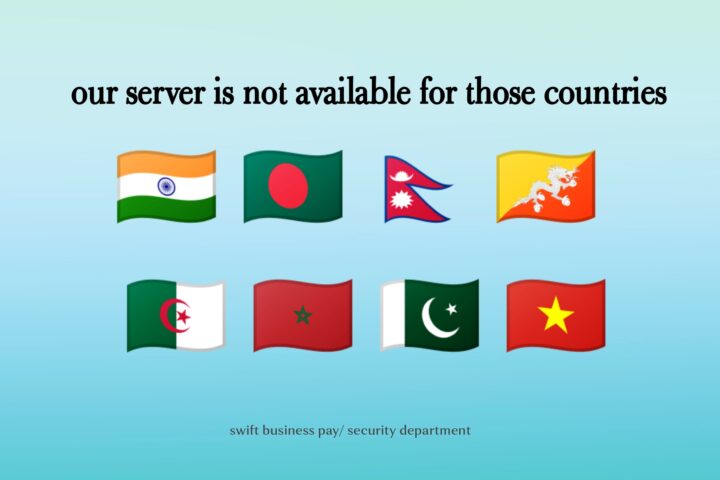 our server is not available for those countries
swift business pay/ security department